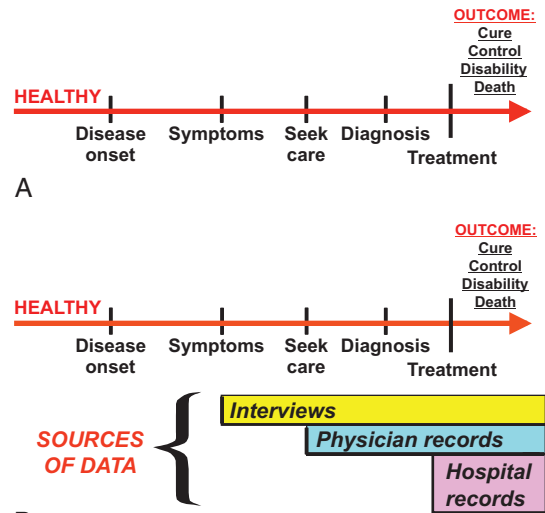 OUTCOME:
Cure
Control
Disability
Death
HEALTHY
Disease
onset
Symptoms
Seek
care
Diagnosis
Treatment
A
OUTCOME:
Cure
Control
Disability
Death
HEALTHY
Disease
onset
Symptoms
Seek
care
Diagnosis
Treatment
SOURCES
OF DATA
Interviews
Physician records
Hospital
records